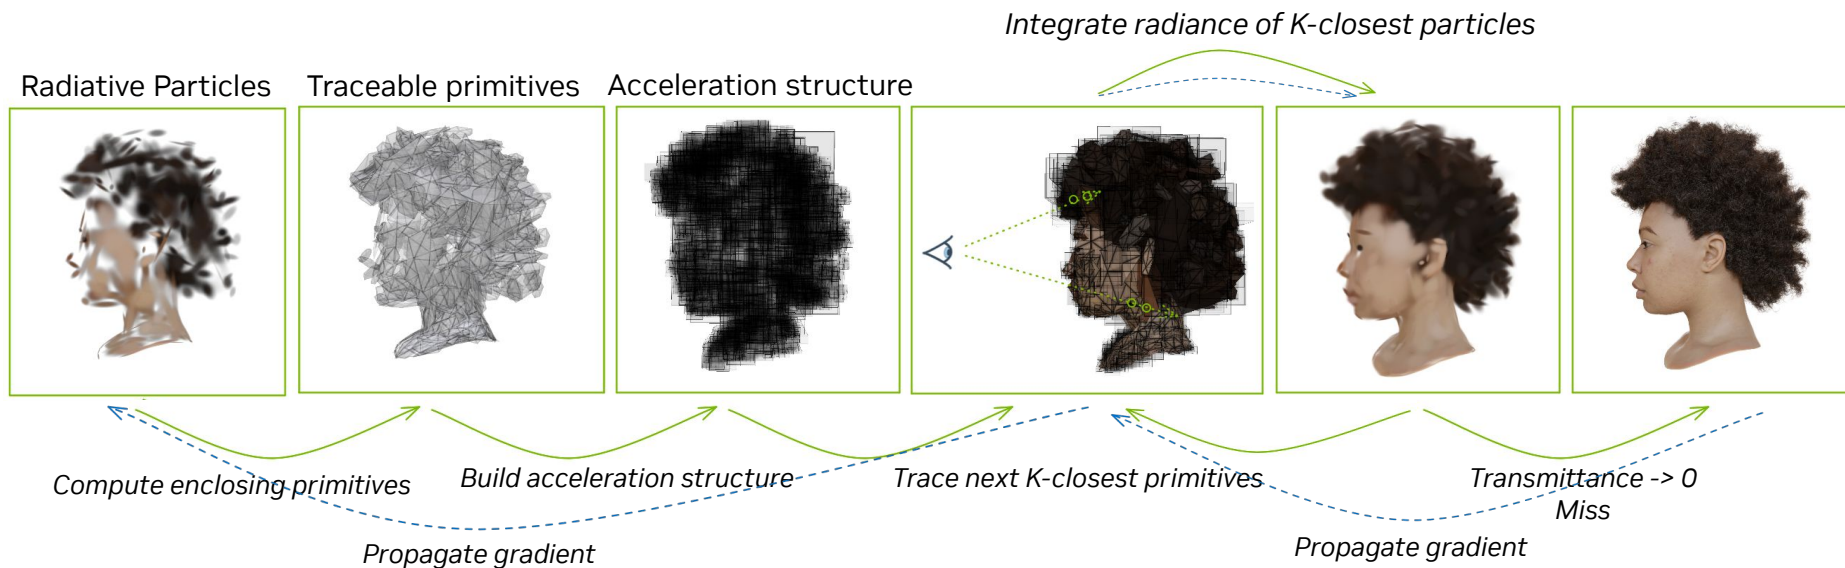 Integrate radiance of K-closest particles
Radiative Particles
Traceable primitives
Acceleration structure
Compute enclosing primitives
Build acceleration structure
Trace next K-closest primitives
Transmittance -> 0
Miss
Propagate gradient
Propagate gradient